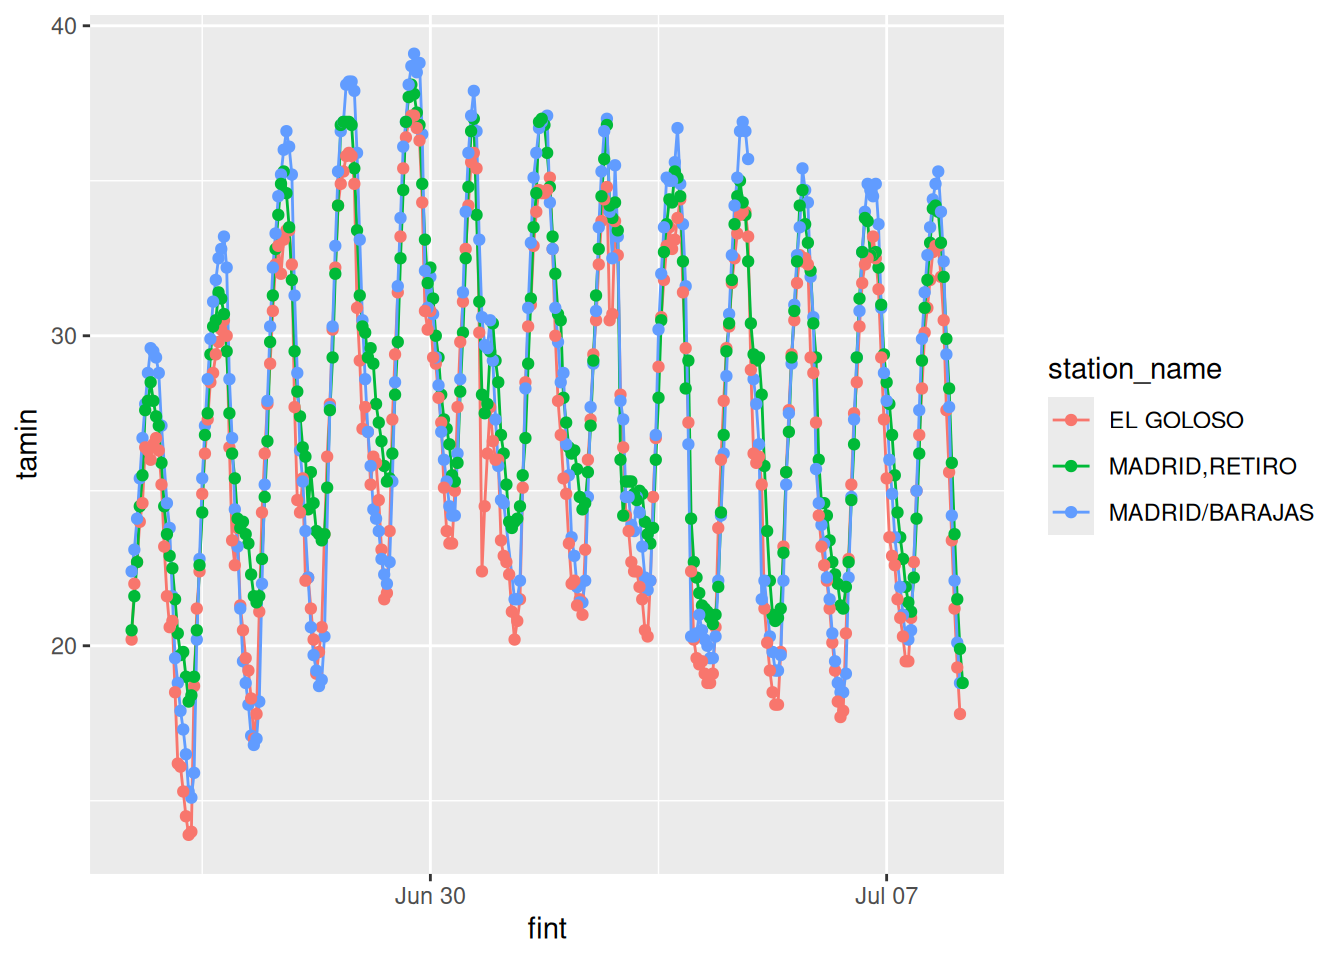 40
30
20
tamin
Jun 30
Jul 07
fint
station_name
EL GOLOSO
MADRID,RETIRO
MADRID/BARAJAS